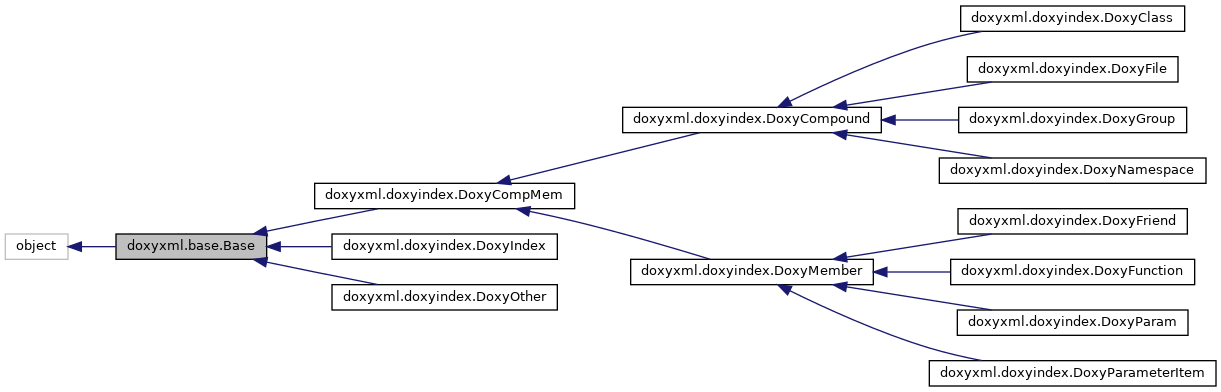 doxyxml.doxyindex.DoxyClass
doxyxml.doxyindex.DoxyFile
doxyxml.doxyindex.DoxyCompound
doxyxml.doxyindex.DoxyGroup
doxyxml.doxyindex.DoxyNamespace
doxyxml.doxyindex.DoxyCompMem
doxyxml.doxyindex.DoxyFriend
object
doxyxml.base.Base
doxyxml.doxyindex.DoxyIndex
doxyxml.doxyindex.DoxyMember
doxyxml.doxyindex.DoxyFunction
doxyxml.doxyindex.DoxyOther
doxyxml.doxyindex.DoxyParam
doxyxml.doxyindex.DoxyParameterItem